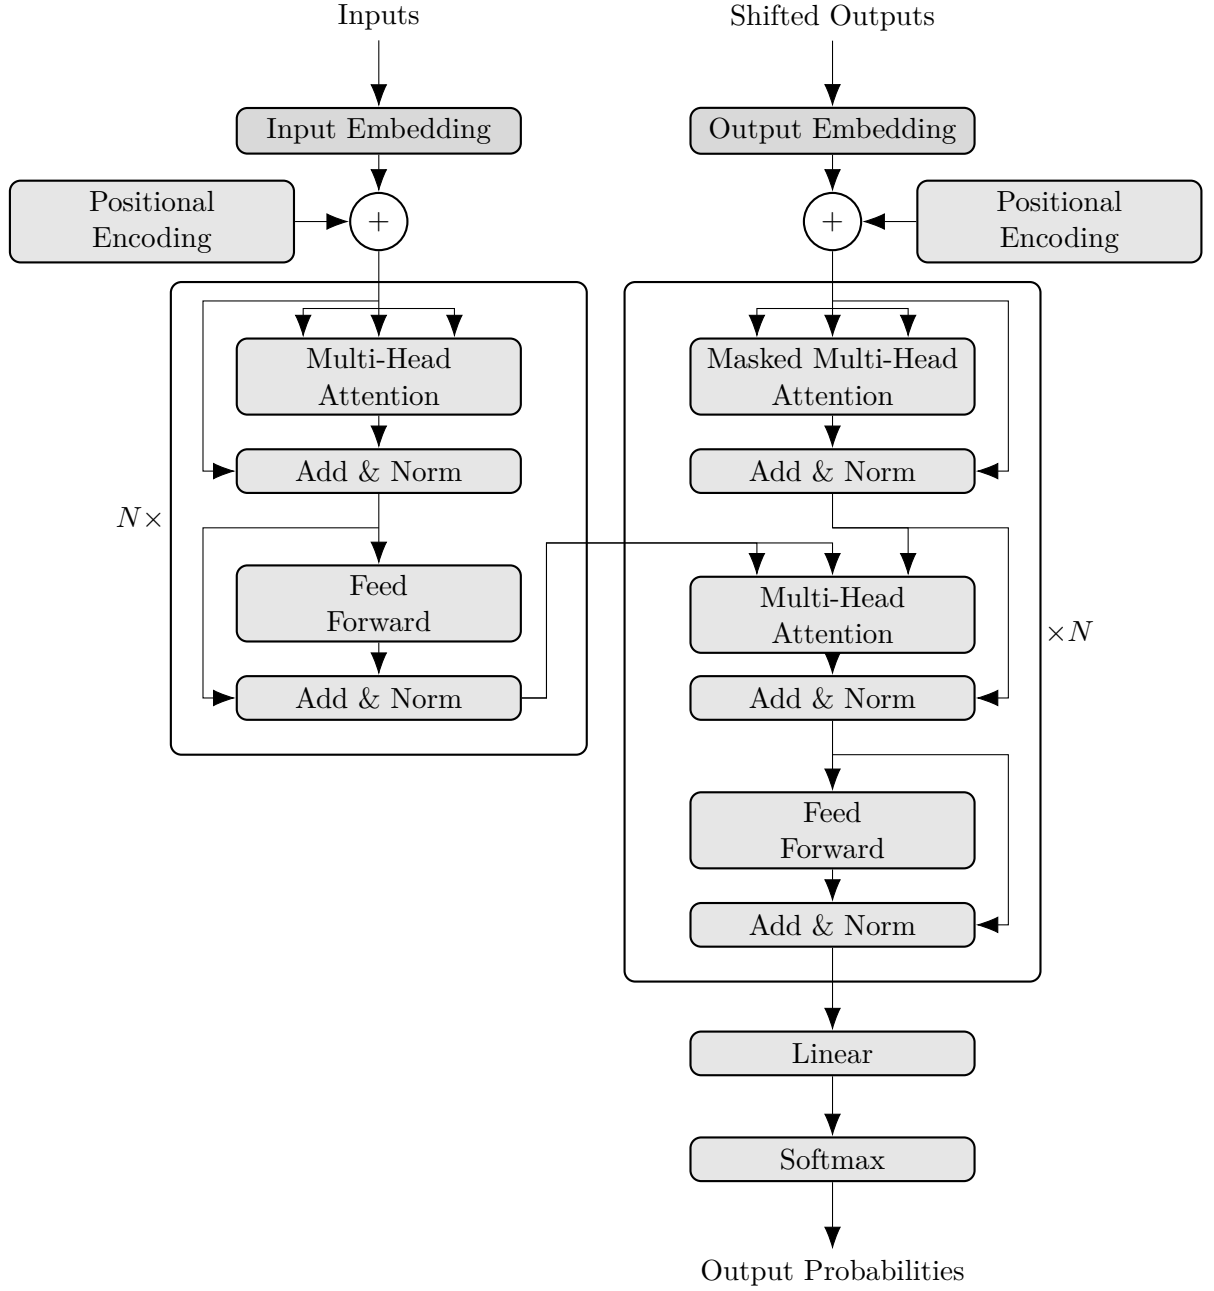 Inputs
Input Embedding
Positional
Encoding
+
Multi-Head
Attention
Add & Norm
N×
Feed
Forward
Add & Norm
Shifted Outputs
Output Embedding
+
Positional
Encoding
Masked Multi-Head
Attention
Add & Norm
Multi-Head
Attention
×N
Add & Norm
Feed
Forward
Add & Norm
Linear
Softmax
Output Probabilities